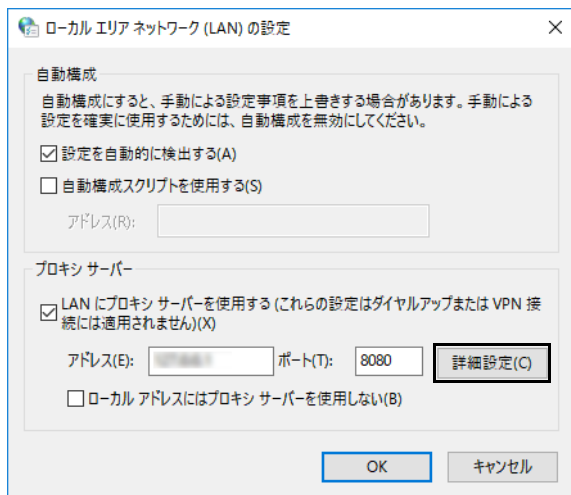 ローカル エリア ネットワーク (LAN) の設定
自動構成
自動構成にすると、手動による設定事項を上書きする場合があります。手動による
設定を確実に使用するためには、自動構成を無効にしてください。
設定を自動的に検出する(A)
自動構成スクリプトを使用する(S)
アドレス(R):
プロキシ サーバー
LAN にプロキシ サーバーを使用する (これらの設定はダイヤルアップまたは VPN 接
続には適用されません)(X)
アドレス(E): ポート(T): 8080 詳細設定(C)
ローカル アドレスにはプロキシ サーバーを使用しない(B)
OK キャンセル